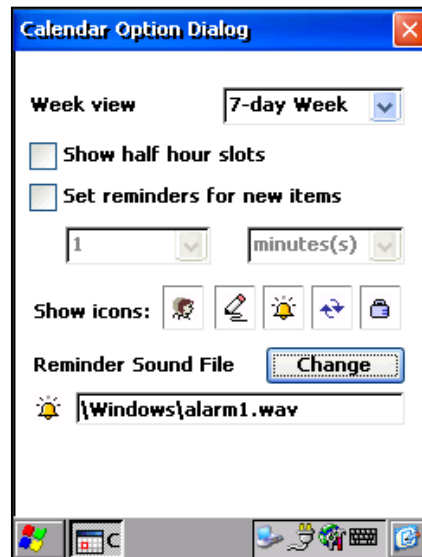 Calendar Option Dialog
Week view 7-day Week
Show half hour slots
Set reminders for new items
1 minutes(s)
Show icons:
Reminder Sound File Change
\Windows\alarm1.wav
C